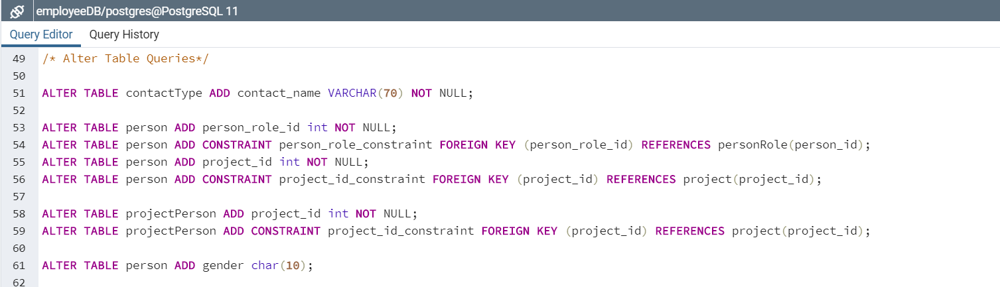 employeeDB/postgres@PostgreSQL 11
Query Editor Query History
49 /* Alter Table Queries*/
50
51 ALTER TABLE contactType ADD contact_name VARCHAR(70) NOT NULL;
52
53 ALTER TABLE person ADD person_role_id int NOT NULL;
54 ALTER TABLE person ADD CONSTRAINT person_role_constraint FOREIGN KEY (person_role_id) REFERENCES personRole(person_id);
55 ALTER TABLE person ADD project_id int NOT NULL;
56 ALTER TABLE person ADD CONSTRAINT project_id_constraint FOREIGN KEY (project_id) REFERENCES project(project_id);
57
58 ALTER TABLE projectPerson ADD project_id int NOT NULL;
59 ALTER TABLE projectPerson ADD CONSTRAINT project_id_constraint FOREIGN KEY (project_id) REFERENCES project(project_id);
60
61 ALTER TABLE person ADD gender char(10);
62